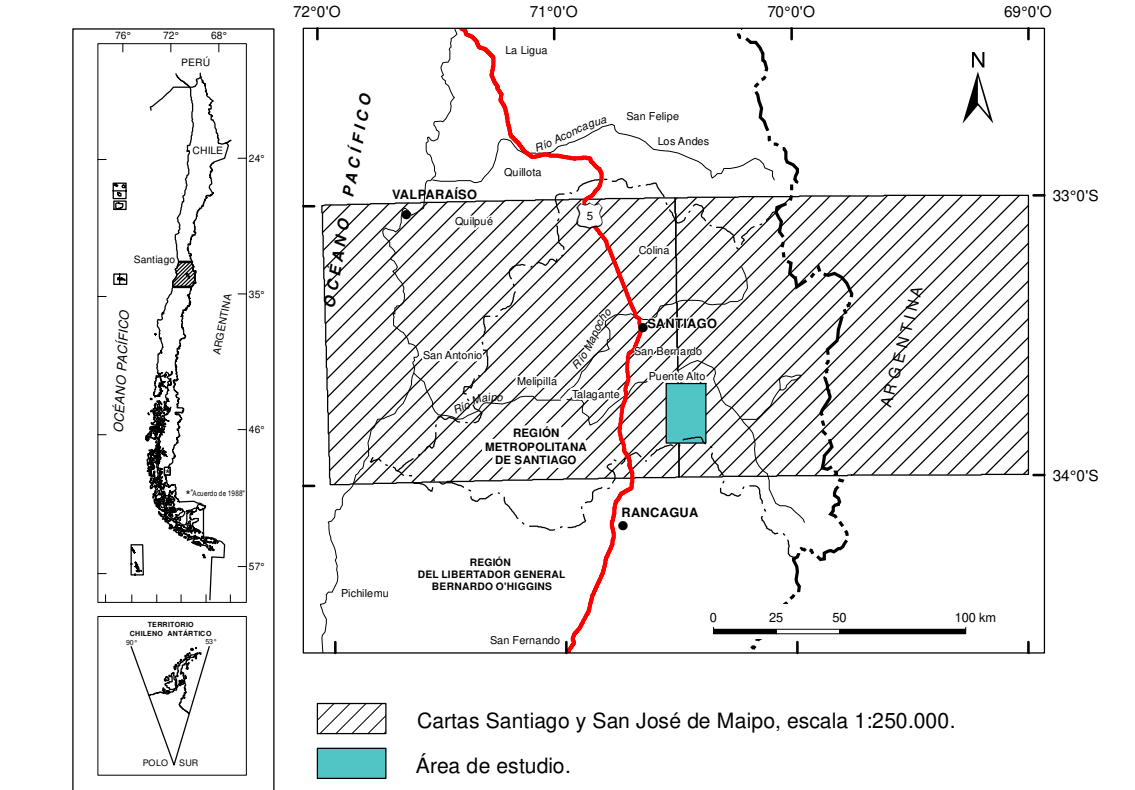 76° 72° 68°
PERÚ
CHILE
24°
Santiago
35°
ARGENTINA
OCÉANO PACÍFICO
46°
*"Acuerdo de 1988"
57°
TERRITORIO
CHILENO ANTÁRTICO
90° 53°
POLO SUR
72°0'O 71°0'O 70°0'O 69°0'O
La Ligua
N
OCÉANO PACÍFICO
Río Aconcagua
San Felipe
Los Andes
Quillota
VALPARAÍSO
33°0'S
Quilpué
5
Colina
SANTIAGO
Río Mapocho
San Bernardo
San Antonio
ARGENTINA
Puente Alto
Melipilla
Talagante
Río Maipo
REGIÓN
METROPOLITANA
DE SANTIAGO
34°0'S
RANCAGUA
REGIÓN
DEL LIBERTADOR GENERAL
BERNARDO O'HIGGINS
Pichilemu
0 25 50 100 km
San Fernando
Cartas Santiago y San José de Maipo, escala 1:250.000.
Área de estudio.